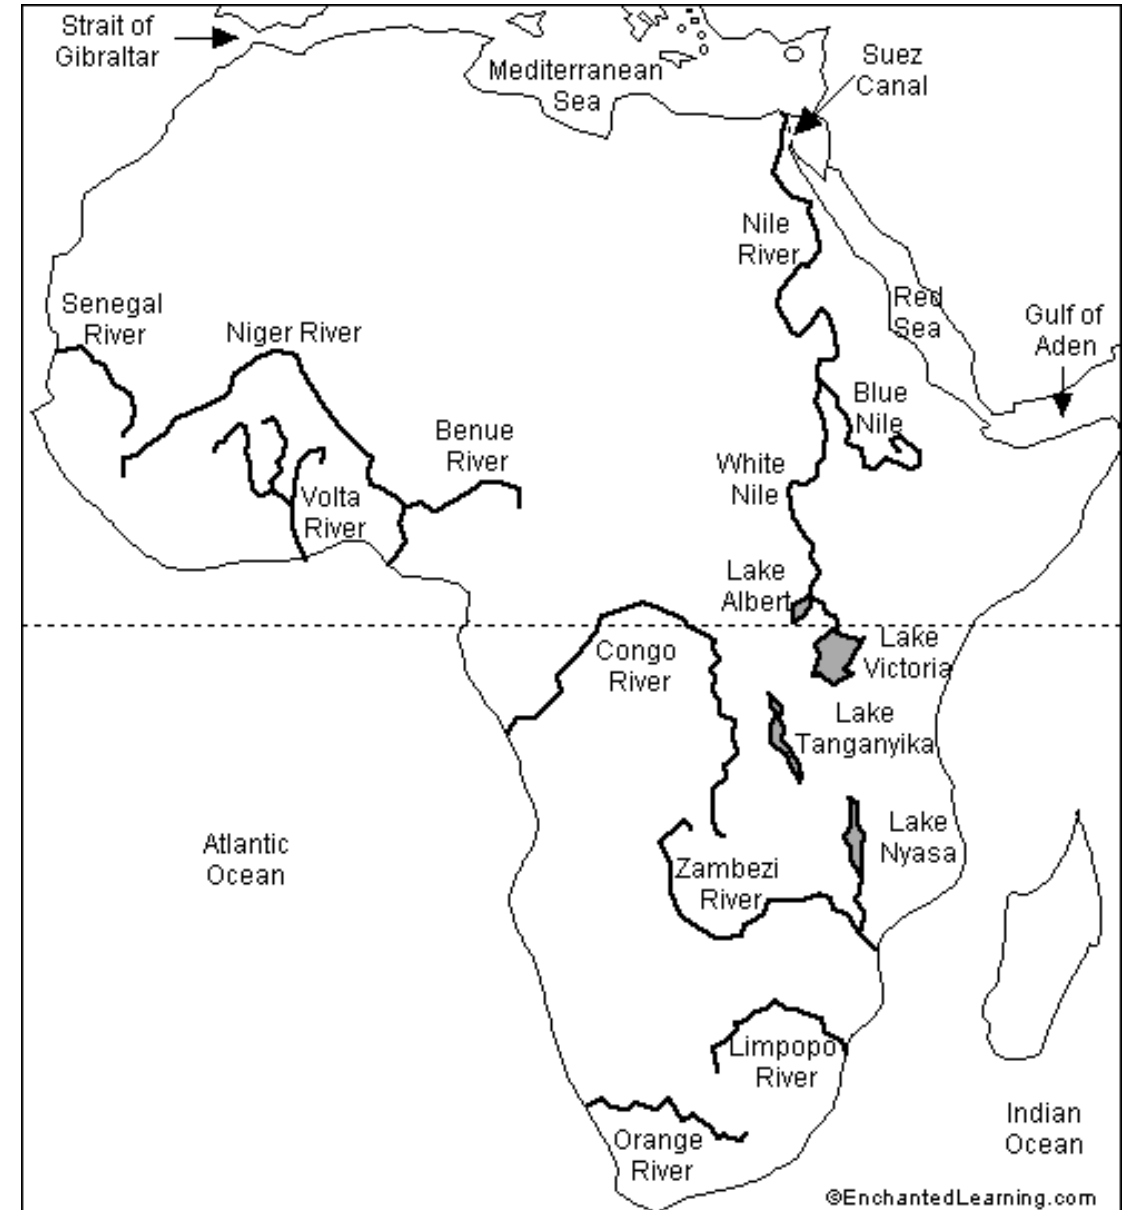 Strait of
Gibraltar
Mediterranean
Sea
Suez
Canal
Nile
River
Red
Sea
Gulf of
Aden
Senegal
River
Niger River
Benue
River
Volta
River
Blue
Nile
White
Nile
Lake
Albert
Lake
Victoria
Congo
River
Lake
Tanganyika
Lake
Nyasa
Atlantic
Ocean
Zambezi
River
Limpopo
River
Orange
River
Indian
Ocean
©EnchantedLearning.com